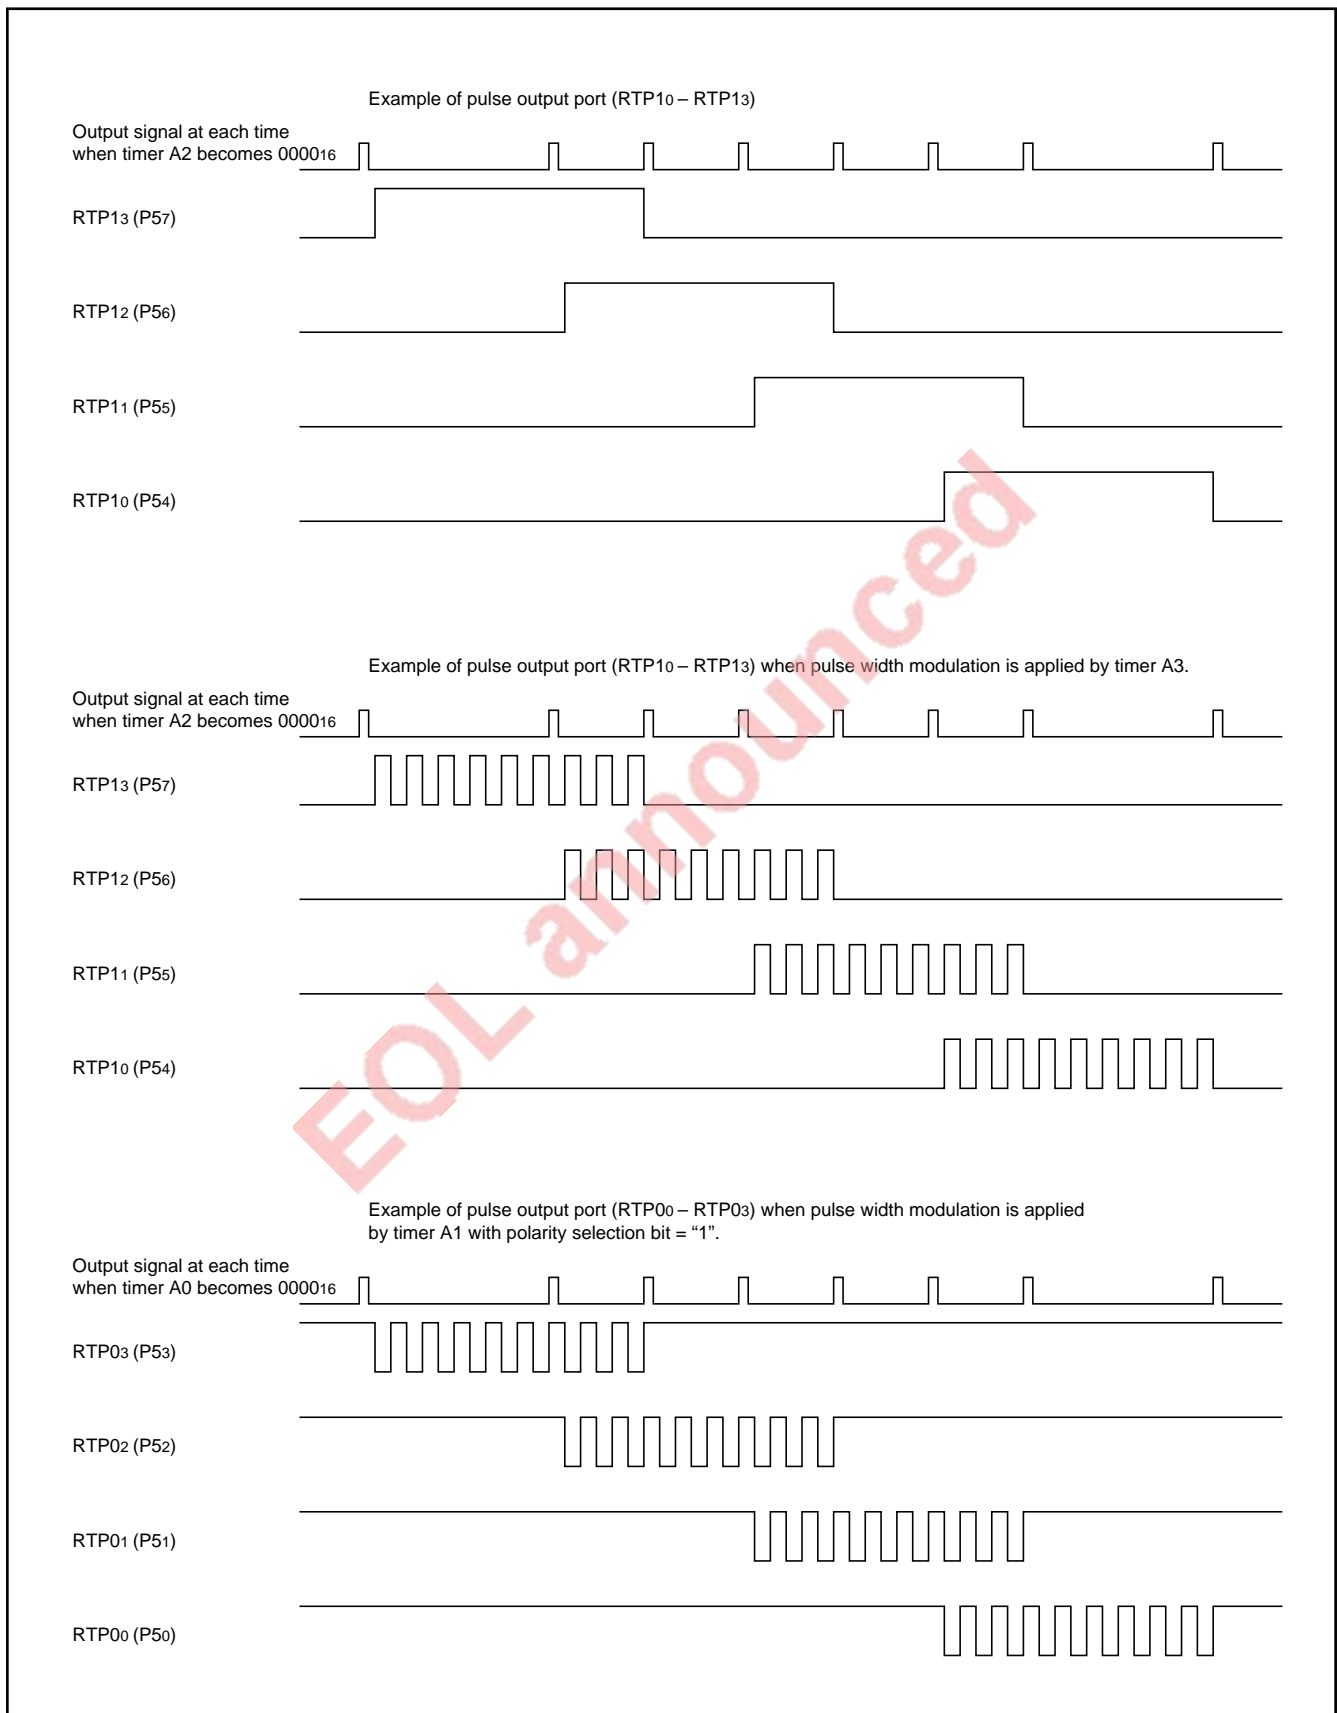 Example of pulse output port (RTP10 – RTP13)
Output signal at each time
when timer A2 becomes 000016
RTP13 (P57)
RTP12 (P56)
RTP11 (P55)
RTP10 (P54)
Example of pulse output port (RTP10 – RTP13) when pulse width modulation is applied by timer A3.
Output signal at each time
when timer A2 becomes 000016
RTP13 (P57)
RTP12 (P56)
RTP11 (P55)
RTP10 (P54)
Example of pulse output port (RTP00 – RTP03) when pulse width modulation is applied
by timer A1 with polarity selection bit = “1”.
Output signal at each time
when timer A0 becomes 000016
RTP03 (P53)
RTP02 (P52)
RTP01 (P51)
RTP00 (P50)
EOL announced